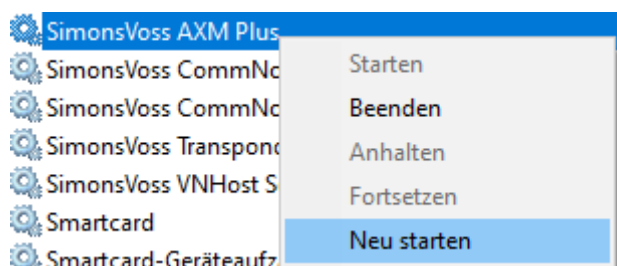 SimonsVoss AXM Plus
SimonsVoss CommNo
SimonsVoss CommNo
SimonsVoss Transpond
SimonsVoss VNHost S
Smartcard
Smartcard-Geräteaufz
Starten
Beenden
Anhalten
Fortsetzen
Neu starten